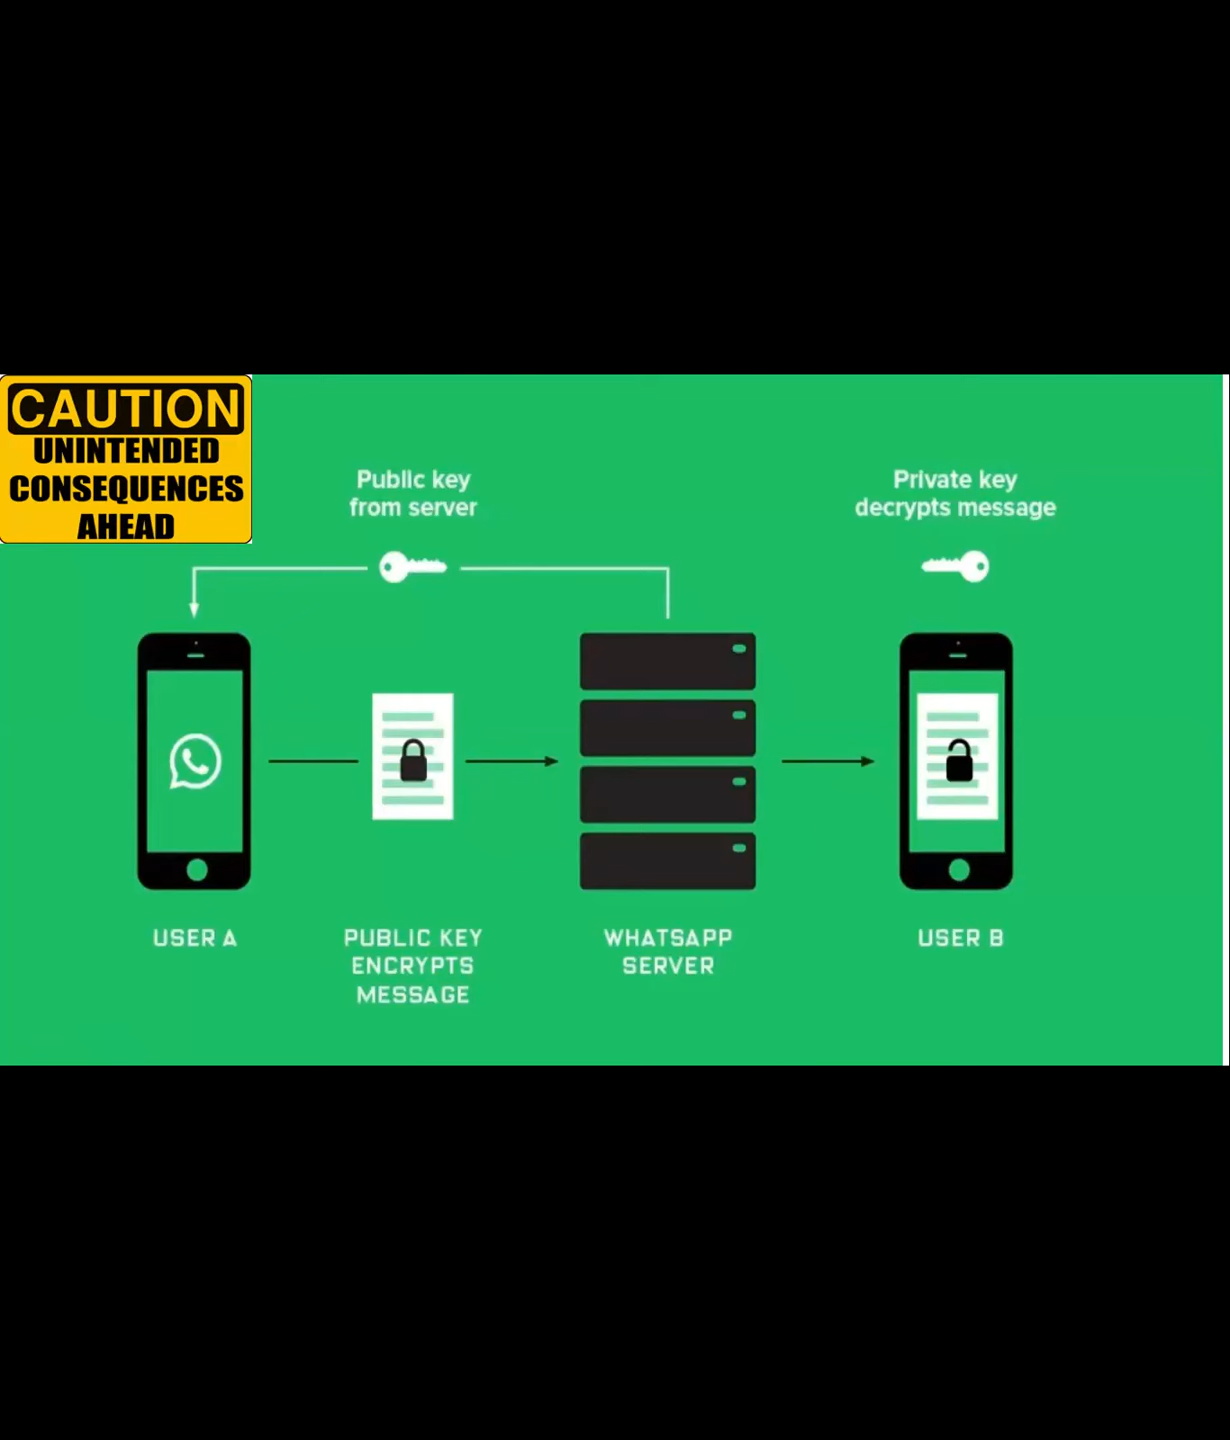 CAUTION
UNINTENDED
CONSEQUENCES
AHEAD
Public key
from server
Private key
decrypts message
USER A
PUBLIC KEY
ENCRYPTS
MESSAGE
WHATSAPP
SERVER
USER B